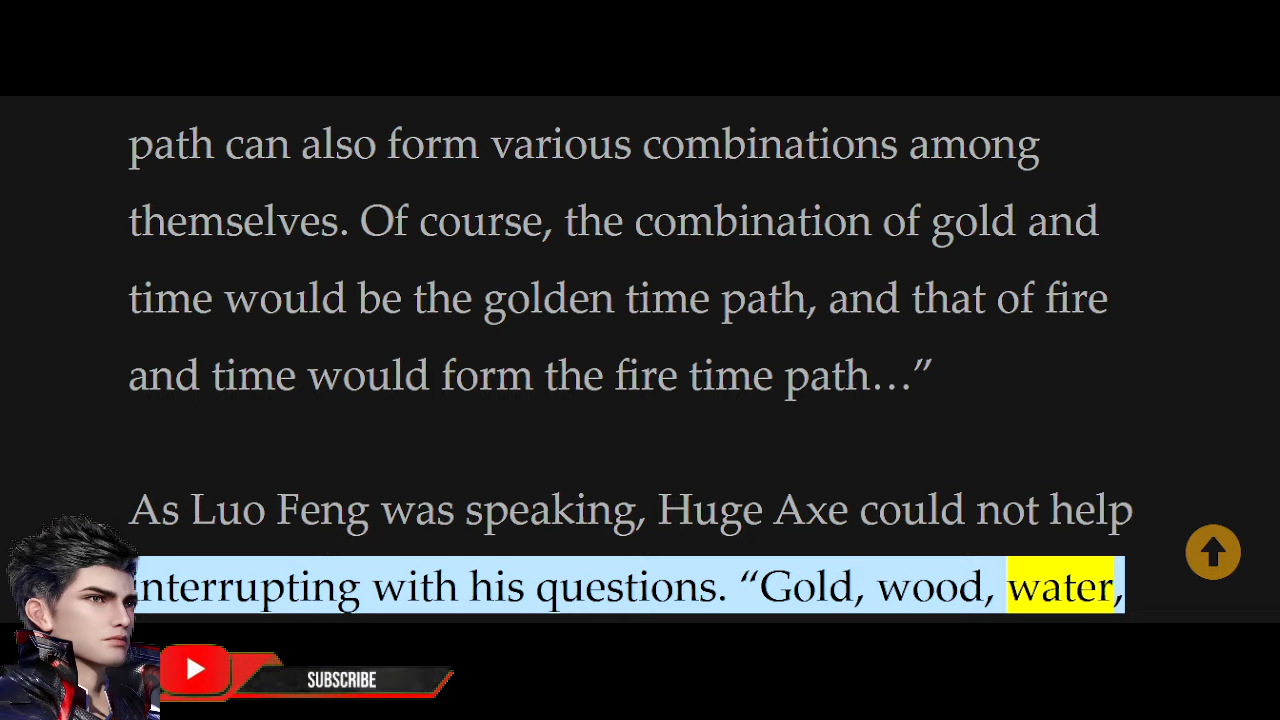 path can also form various combinations among
themselves. Of course, the combination of gold and
time would be the golden time path, and that of fire
and time would form the fire time path…”
As Luo Feng was speaking, Huge Axe could not help
interrupting with his questions. “Gold, wood, water,
SUBSCRIBE